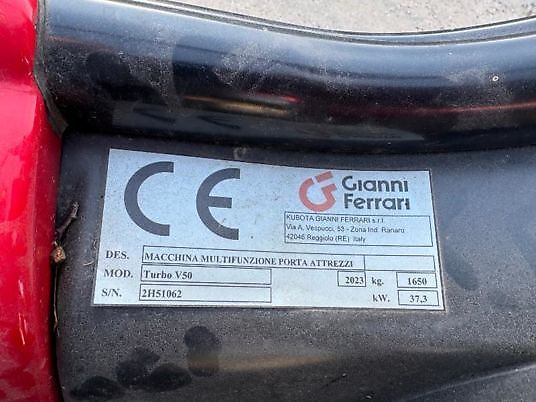 CE
Gianni
Ferrari
KUBOTA GIANNI FERRARI s.r.l.
Via A. Vespucci, 53 - Zona Ind. Ranaro
42046 Reggiolo (RE) Italy
DES. MACCHINA MULTIFUNZIONE PORTA ATTREZZI
MOD. Turbo V50 2023 kg. 1650
S/N. 2H51062 kW. 37,3